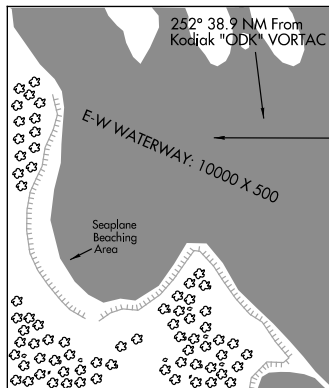 252° 38.9 NM From
Kodiak "ODK" VORTAC
E-W WATERWAY: 10000 X 500
Seaplane
Beaching
Area